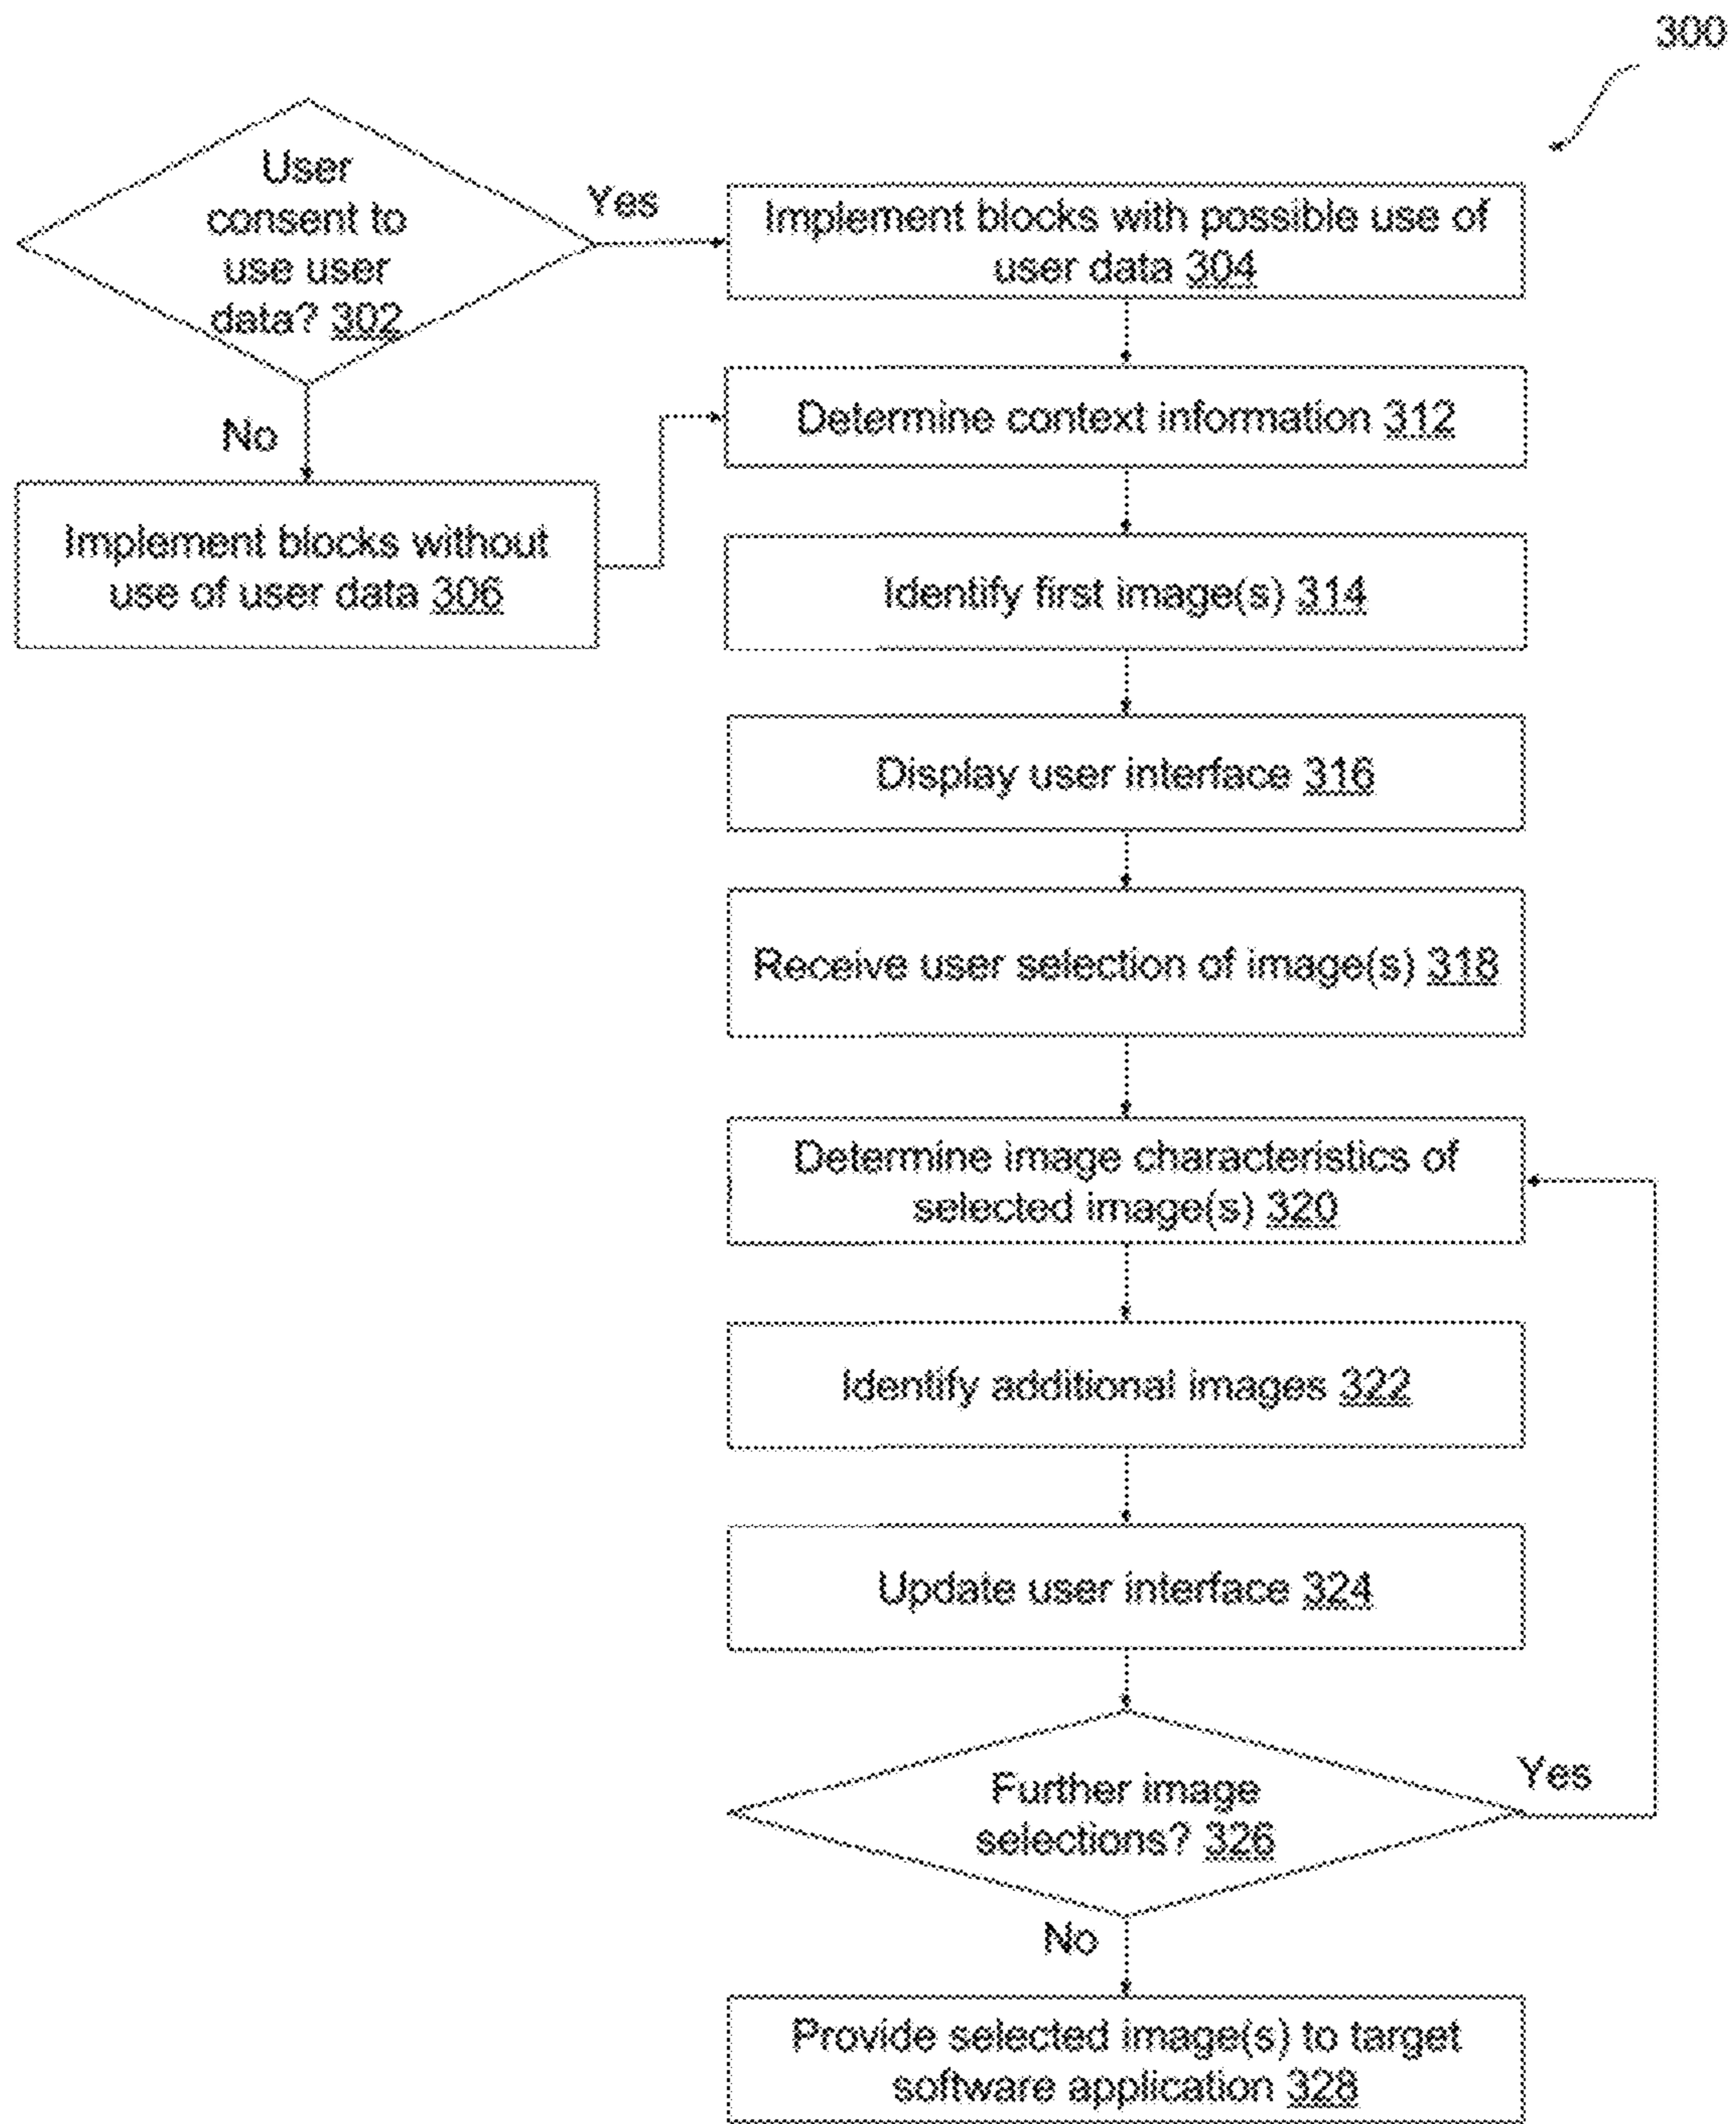 300
User
consent to
use user
data? 302
Yes
No
Implement blocks with possible use of
user data 304
Implement blocks without
use of user data 306
Determine context information 312
Identify first image(s) 314
Display user interface 316
Receive user selection of image(s) 318
Determine image characteristics of
selected image(s) 320
Identify additional images 322
Update user interface 324
Further image
selections? 326
Yes
No
Provide selected image(s) to target
software application 328